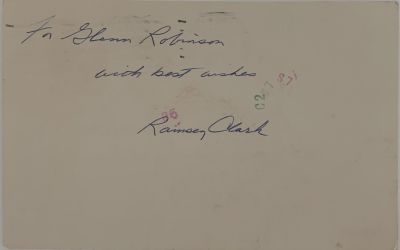 For Glenn Robinson
with best wishes
Ramsey Clark